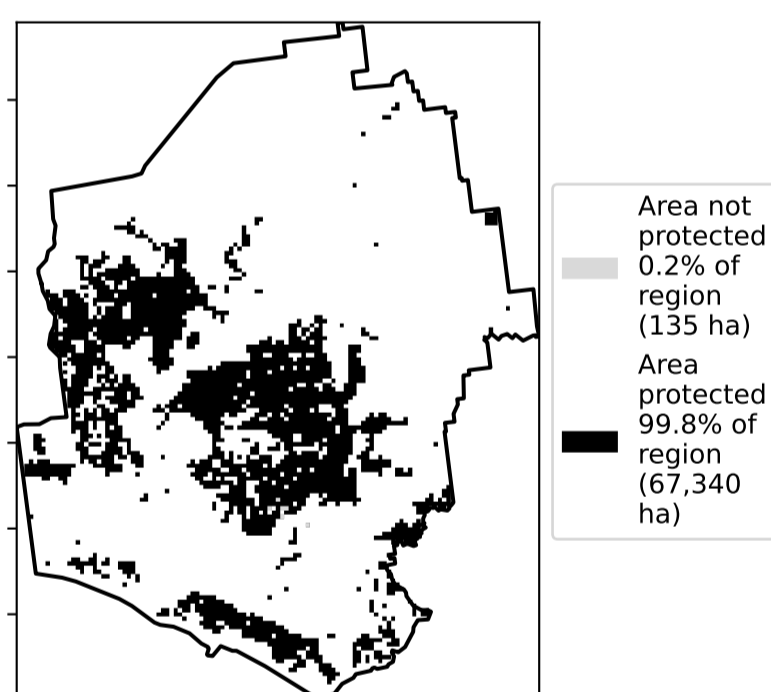 Area not
protected
0.2% of
region
(135 ha)
Area
protected
99.8% of
region
(67,340
ha)